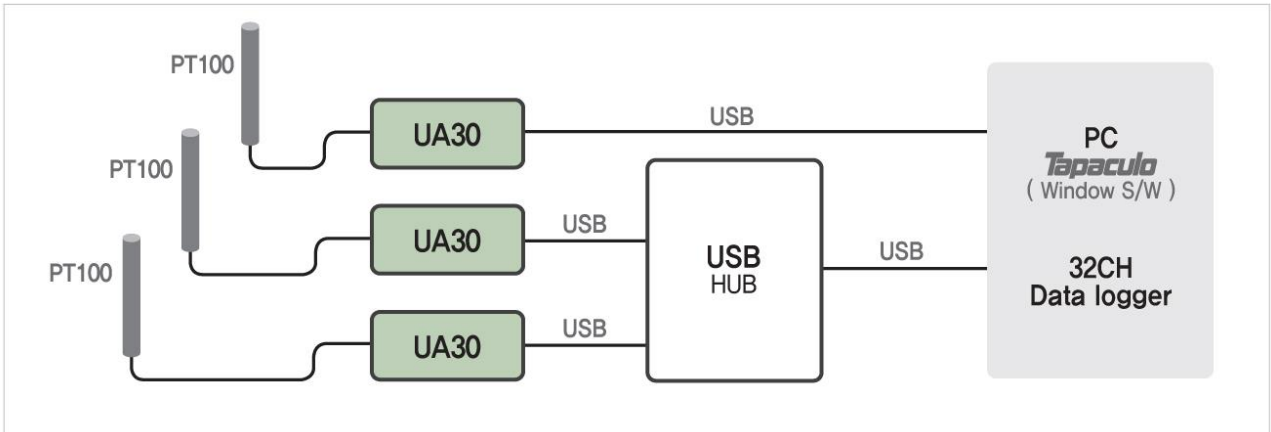 PT100
UA30
USB
PT100
UA30
USB
PT100
UA30
USB
USB
HUB
USB
PC
Tapaculo
( Window S/W )
32CH
Data logger